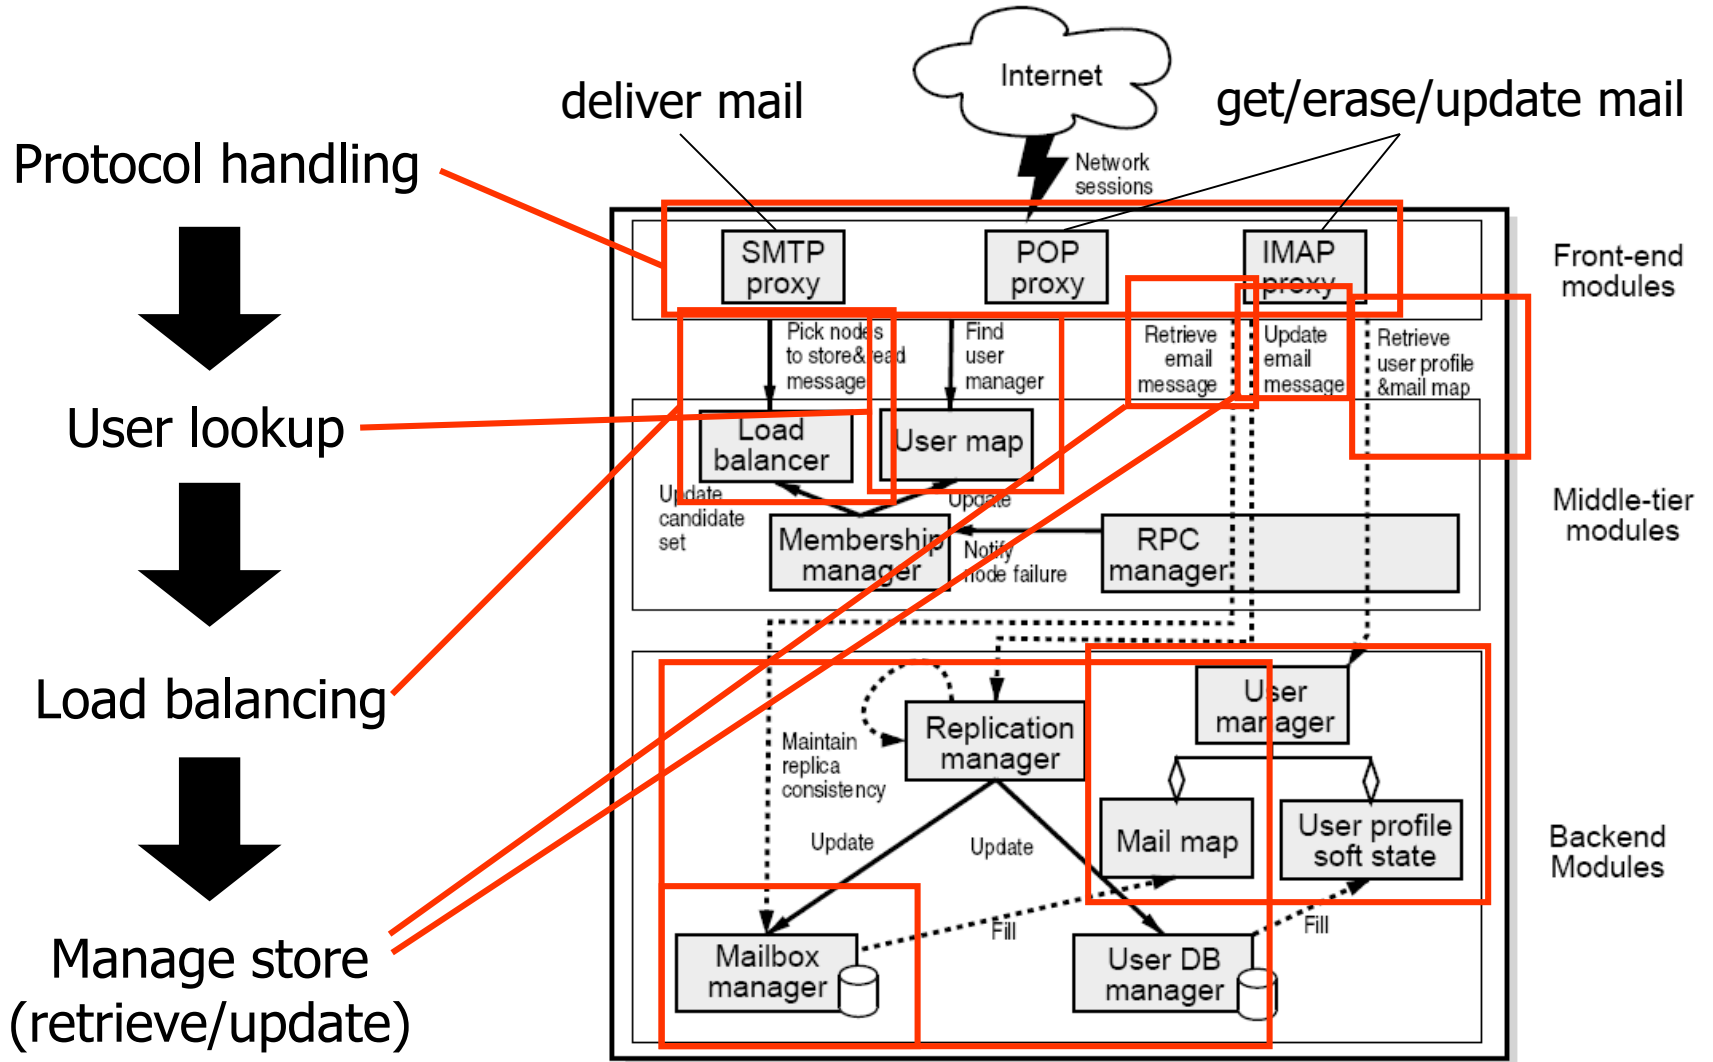 Internet
deliver mail
get/erase/update mail
Protocol handling
Network
sessions
SMTP
proxy
POP
proxy
IMAP
proxy
Front-end
modules
Pick nodes
to store&read
message
Find
user
manager
Retrieve
email
message
Update
email
message
Retrieve
user profile
&mail map
User lookup
Load
balancer
User map
Update
candidate
set
Update
Middle-tier
modules
Membership
manager
Notify
node failure
RPC
manager
Load balancing
User
manager
Replication
manager
Maintain
replica
consistency
Update
Update
Mail map
User profile
soft state
Backend
Modules
Fill
Fill
Manage store
(retrieve/update)
Mailbox
manager
User DB
manager